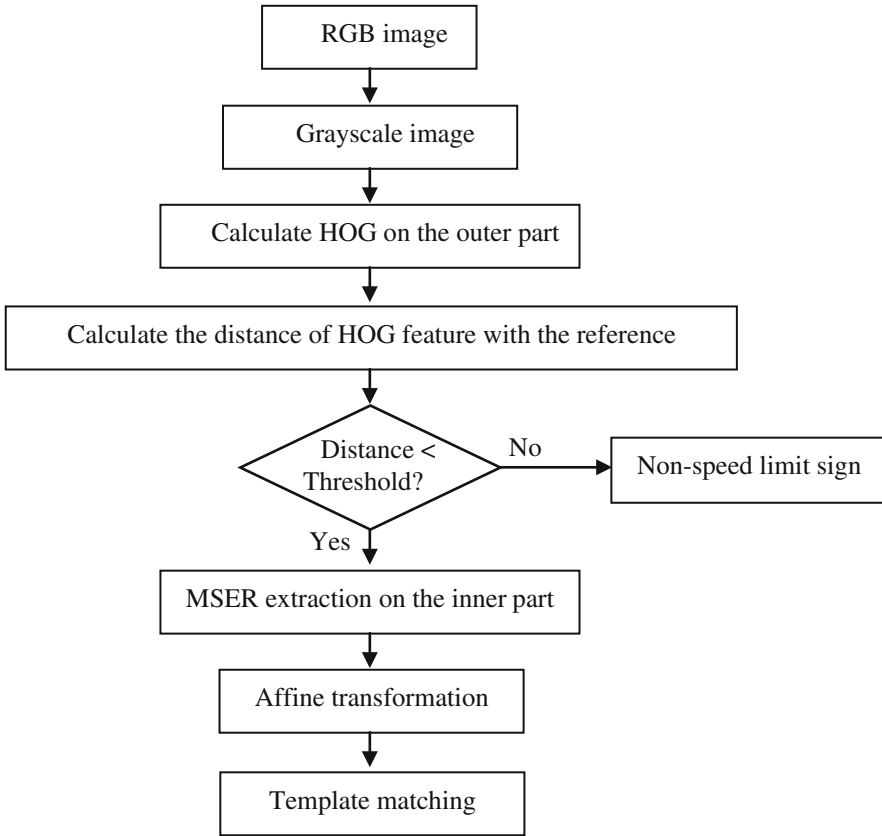 RGB image
Grayscale image
Calculate HOG on the outer part
Calculate the distance of HOG feature with the reference
Distance <
Threshold?
No
Non-speed limit sign
Yes
MSER extraction on the inner part
Affine transformation
Template matching